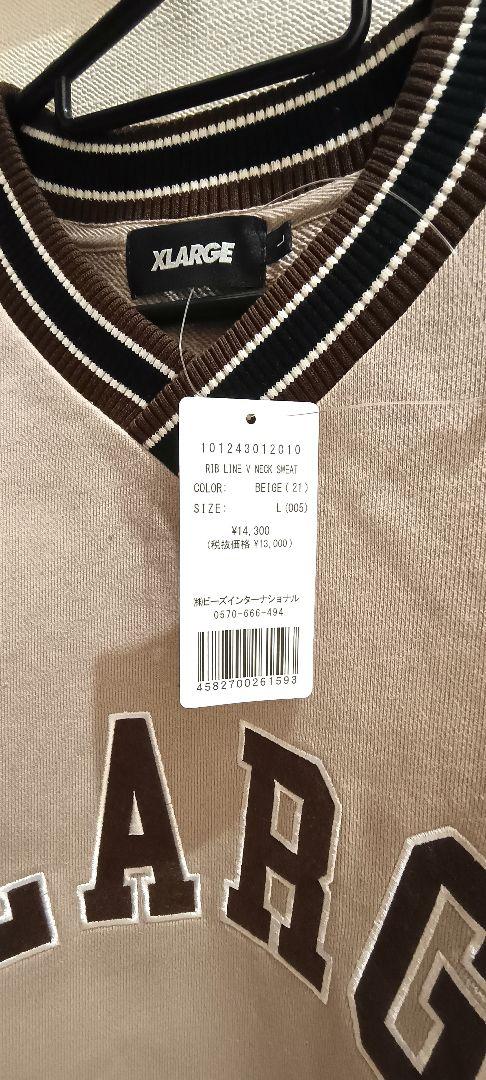 XLARGE
L
101243012010
RIB LINE V NECK SWEAT
COLOR: BEIGE(21)
SIZE: L(005)
¥14,300
(税抜価格 ¥13,000)
㈱ビーズインターナショナル
0570-666-494
4582700261593
LARG